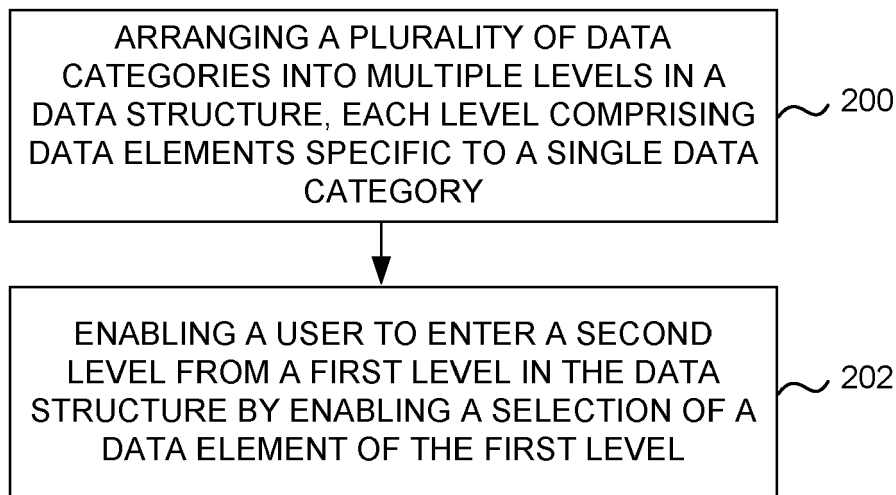 ARRANGING A PLURALITY OF DATA
CATEGORIES INTO MULTIPLE LEVELS IN A
DATA STRUCTURE, EACH LEVEL COMPRISING
DATA ELEMENTS SPECIFIC TO A SINGLE DATA
CATEGORY
200
ENABLING A USER TO ENTER A SECOND
LEVEL FROM A FIRST LEVEL IN THE DATA
STRUCTURE BY ENABLING A SELECTION OF A
DATA ELEMENT OF THE FIRST LEVEL
202